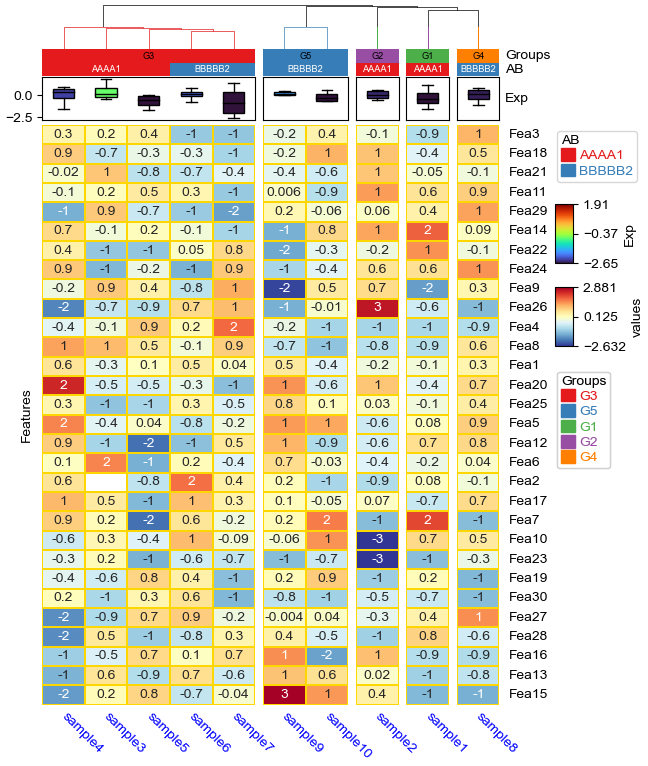 G3 G5 G2 G1 G4 Groups
AAAA1 BBBBB2 BBBBB2 AAAA1 AAAA1 BBBBB2 AB
0.0 Exp
−2.5
0.3 0.2 0.4 -1 -1 -0.2 0.4 -0.1 -0.9 1 Fea3
0.9 -0.7 -0.3 -0.3 -1 -0.2 1 1 -0.4 0.5 Fea18
-0.02 1 -0.8 -0.7 -0.4 -0.4 -0.6 1 -0.05 -0.1 Fea21
-0.1 0.2 0.5 0.3 -1 0.006 -0.9 1 0.6 0.9 Fea11
-1 0.9 -0.7 -1 -2 0.2 -0.06 0.06 0.4 1 Fea29
0.7 -0.1 0.2 -0.1 -1 -1 0.8 1 2 0.09 Fea14
0.4 -1 -1 0.05 0.8 -2 -0.3 -0.2 1 -0.1 Fea22
0.9 -1 -0.2 -1 0.9 -1 -0.4 0.6 0.6 1 Fea24
-0.2 0.9 0.4 -0.8 1 -2 0.5 0.7 -2 0.3 Fea9
-2 -0.7 -0.9 0.7 1 -1 -0.01 3 -0.6 -1 Fea26
-0.4 -0.1 0.9 0.2 2 -0.2 -1 -1 -1 -0.9 Fea4
1 1 0.5 -0.1 0.9 -0.7 -1 -0.8 -0.9 0.6 Fea8
0.6 -0.3 0.1 0.5 0.04 0.5 -0.4 -0.2 -0.1 0.3 Fea1
2 -0.5 -0.5 -0.3 -1 1 -0.6 1 -0.4 0.7 Fea20
0.3 -1 -1 0.3 -0.5 0.8 0.1 0.03 -0.1 0.4 Fea25
2 -0.4 0.04 -0.8 -0.2 1 1 -0.6 0.08 0.9 Fea5
0.9 -1 -2 -1 0.5 1 -0.9 -0.6 0.7 0.8 Fea12
0.1 2 -1 0.2 -0.4 0.7 -0.03 -0.4 -0.2 0.04 Fea6
0.6 -0.8 2 0.4 0.2 -1 -0.9 0.08 -0.1 Fea2
1 0.5 -1 1 0.3 0.1 -0.05 0.07 -0.7 0.7 Fea17
0.9 0.2 -2 0.6 -0.2 0.2 2 -1 2 -1 Fea7
-0.6 0.3 -0.4 1 -0.09 -0.06 1 -3 0.7 0.5 Fea10
-0.3 0.2 -1 -0.6 -0.7 -1 -0.7 -3 -1 -0.3 Fea23
-0.4 -0.6 0.8 0.4 -1 0.2 0.9 -1 0.2 -1 Fea19
0.2 -1 0.3 0.6 -1 -0.8 -1 -0.5 -0.7 -1 Fea30
-2 -0.9 0.7 0.9 -0.2 -0.004 0.04 -0.3 0.4 1 Fea27
-2 0.5 -1 -0.8 0.3 0.4 -0.5 -1 0.8 -0.6 Fea28
-1 -0.5 0.7 0.1 0.7 1 -2 1 -0.9 -0.9 Fea16
-1 0.6 -0.9 0.7 -0.6 1 0.6 0.02 -1 -0.8 Fea13
-2 0.2 0.8 -0.7 -0.04 3 1 0.4 -1 -1 Fea15
Features
sample4 sample3 sample5 sample6 sample7 sample9 sample10 sample2 sample1 sample8
AB
AAAA1
BBBBB2
1.91
−0.37
−2.65
Exp
2.881
0.125
−2.632
values
Groups
G3
G5
G1
G2
G4